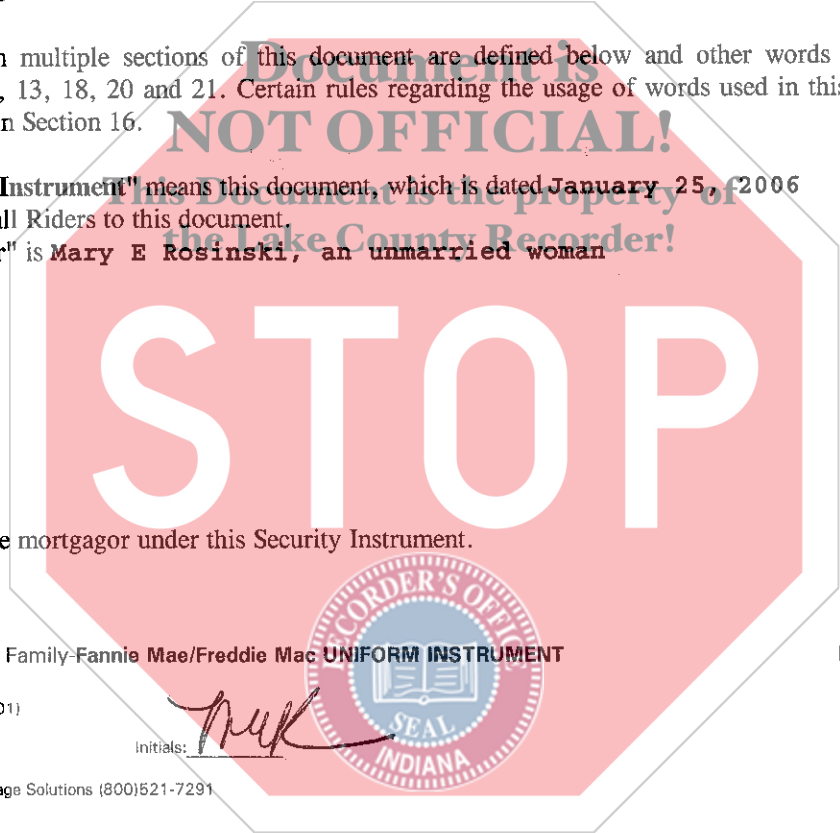 n multiple sections of this document are defined below and other words
, 13, 18, 20 and 21. Certain rules regarding the usage of words used in this
n Section 16.
Document is
NOT OFFICIAL!
This Document is the property of
the Lake County Recorder!
Instrument" means this document, which is dated January 25, 2006
all Riders to this document.
r" is Mary E Rosinski, an unmarried woman
STOP
e mortgagor under this Security Instrument.
RECORDER'S OFFICE
SEAL
INDIANA
Family-Fannie Mae/Freddie Mac UNIFORM INSTRUMENT
01)
Initials:
age Solutions (800)521-7291